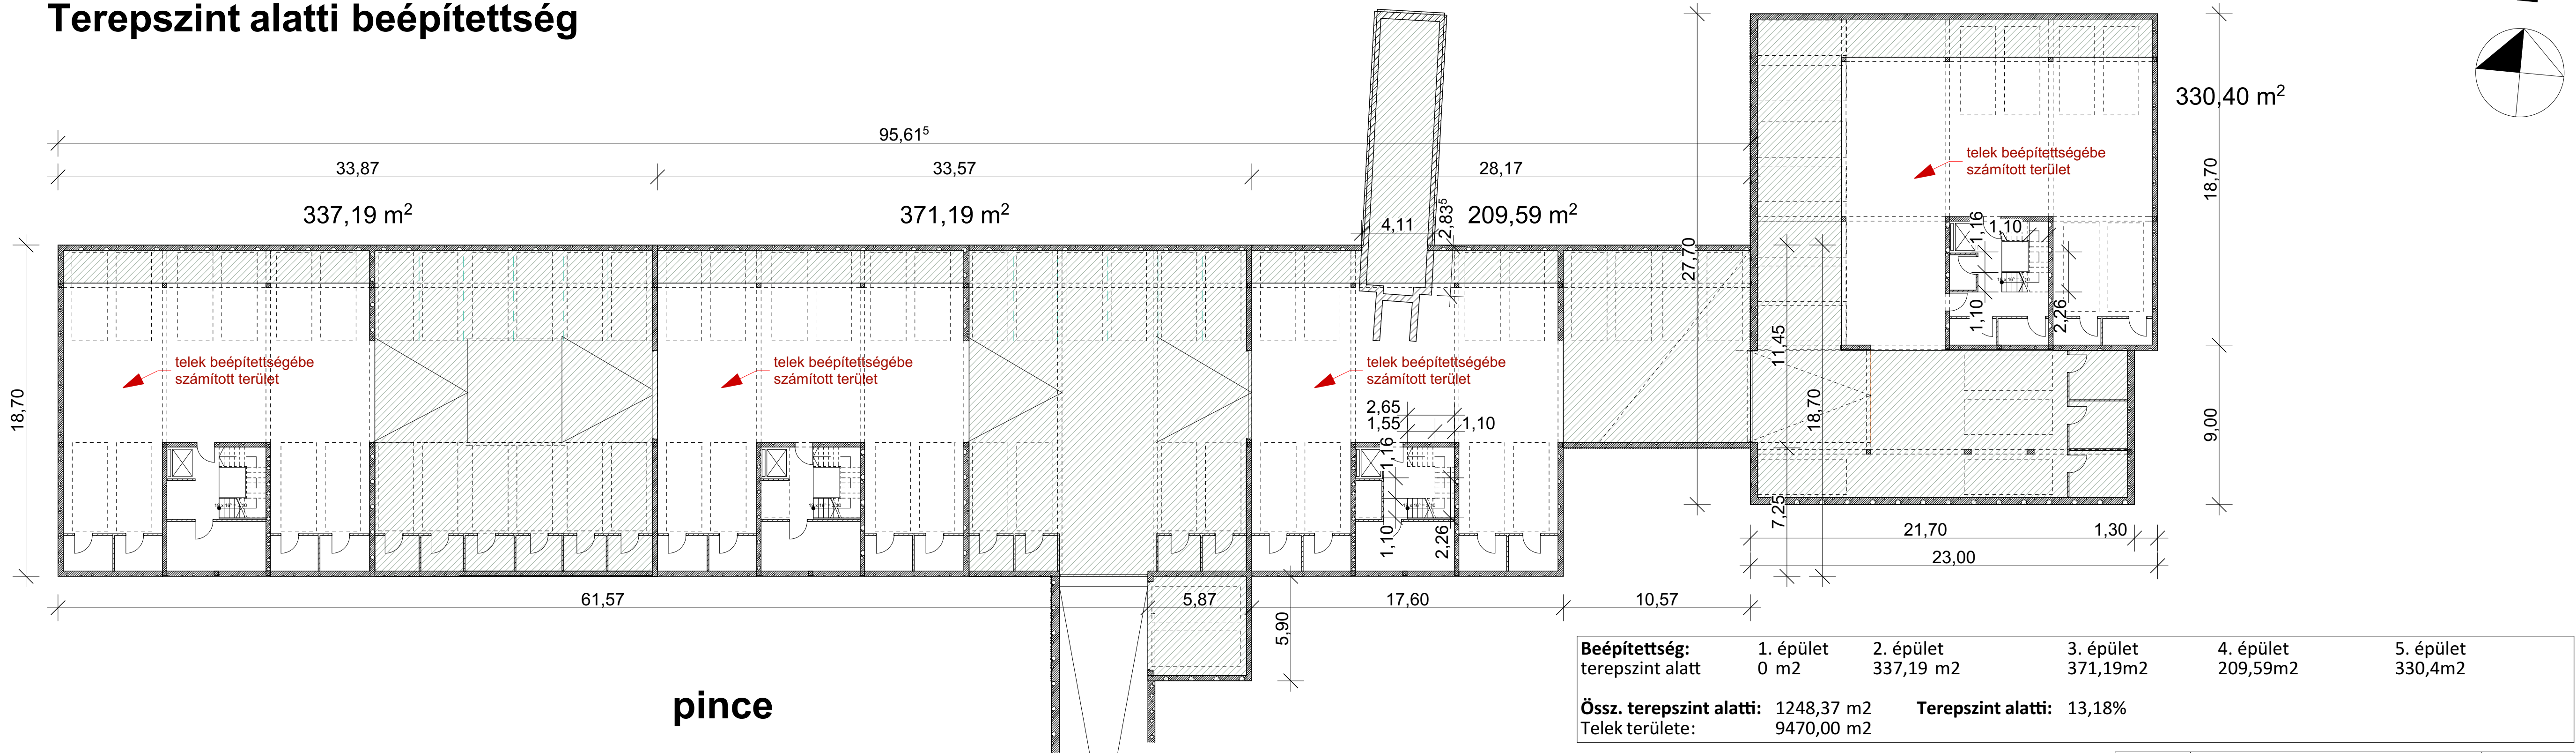 Terepszint alatti beépítettség
330,40 m²
95,61⁵
33,87
33,57
28,17
337,19 m²
371,19 m²
209,59 m²
4,11
2,83⁵
27,70
18,70
telek beépítettségébe
számított terület
1,16
1,10
1,10
2,26
18,70
telek beépítettségébe
számított terület
telek beépítettségébe
számított terület
telek beépítettségébe
számított terület
2,65
1,55
1,10
1,16
1,10
2,26
11,45
18,70
7,25
9,00
21,70
1,30
23,00
61,57
5,87
17,60
10,57
5,90
pince
Beépítettség: 1. épület 2. épület 3. épület 4. épület 5. épület
terepszint alatt 0 m2 337,19 m2 371,19m2 209,59m2 330,4m2
Össz. terepszint alatti: 1248,37 m2 Terepszint alatti: 13,18%
Telek területe: 9470,00 m2